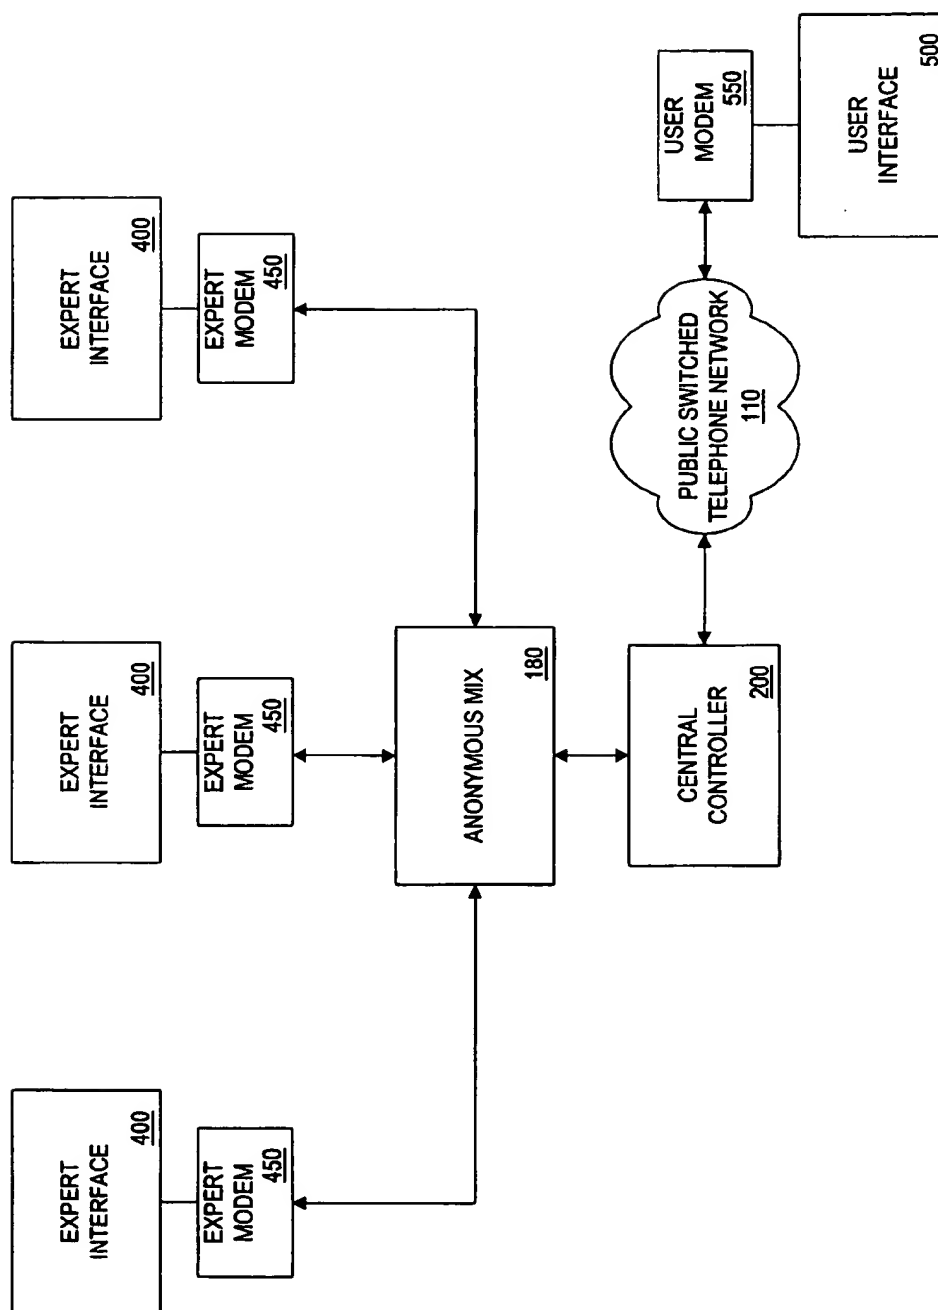 EXPERT
INTERFACE
400
EXPERT
MODEM
450
EXPERT
INTERFACE
400
EXPERT
MODEM
450
EXPERT
INTERFACE
400
EXPERT
MODEM
450
ANONYMOUS MIX
180
CENTRAL
CONTROLLER
200
PUBLIC SWITCHED
TELEPHONE NETWORK
110
USER
MODEM
550
USER
INTERFACE
500